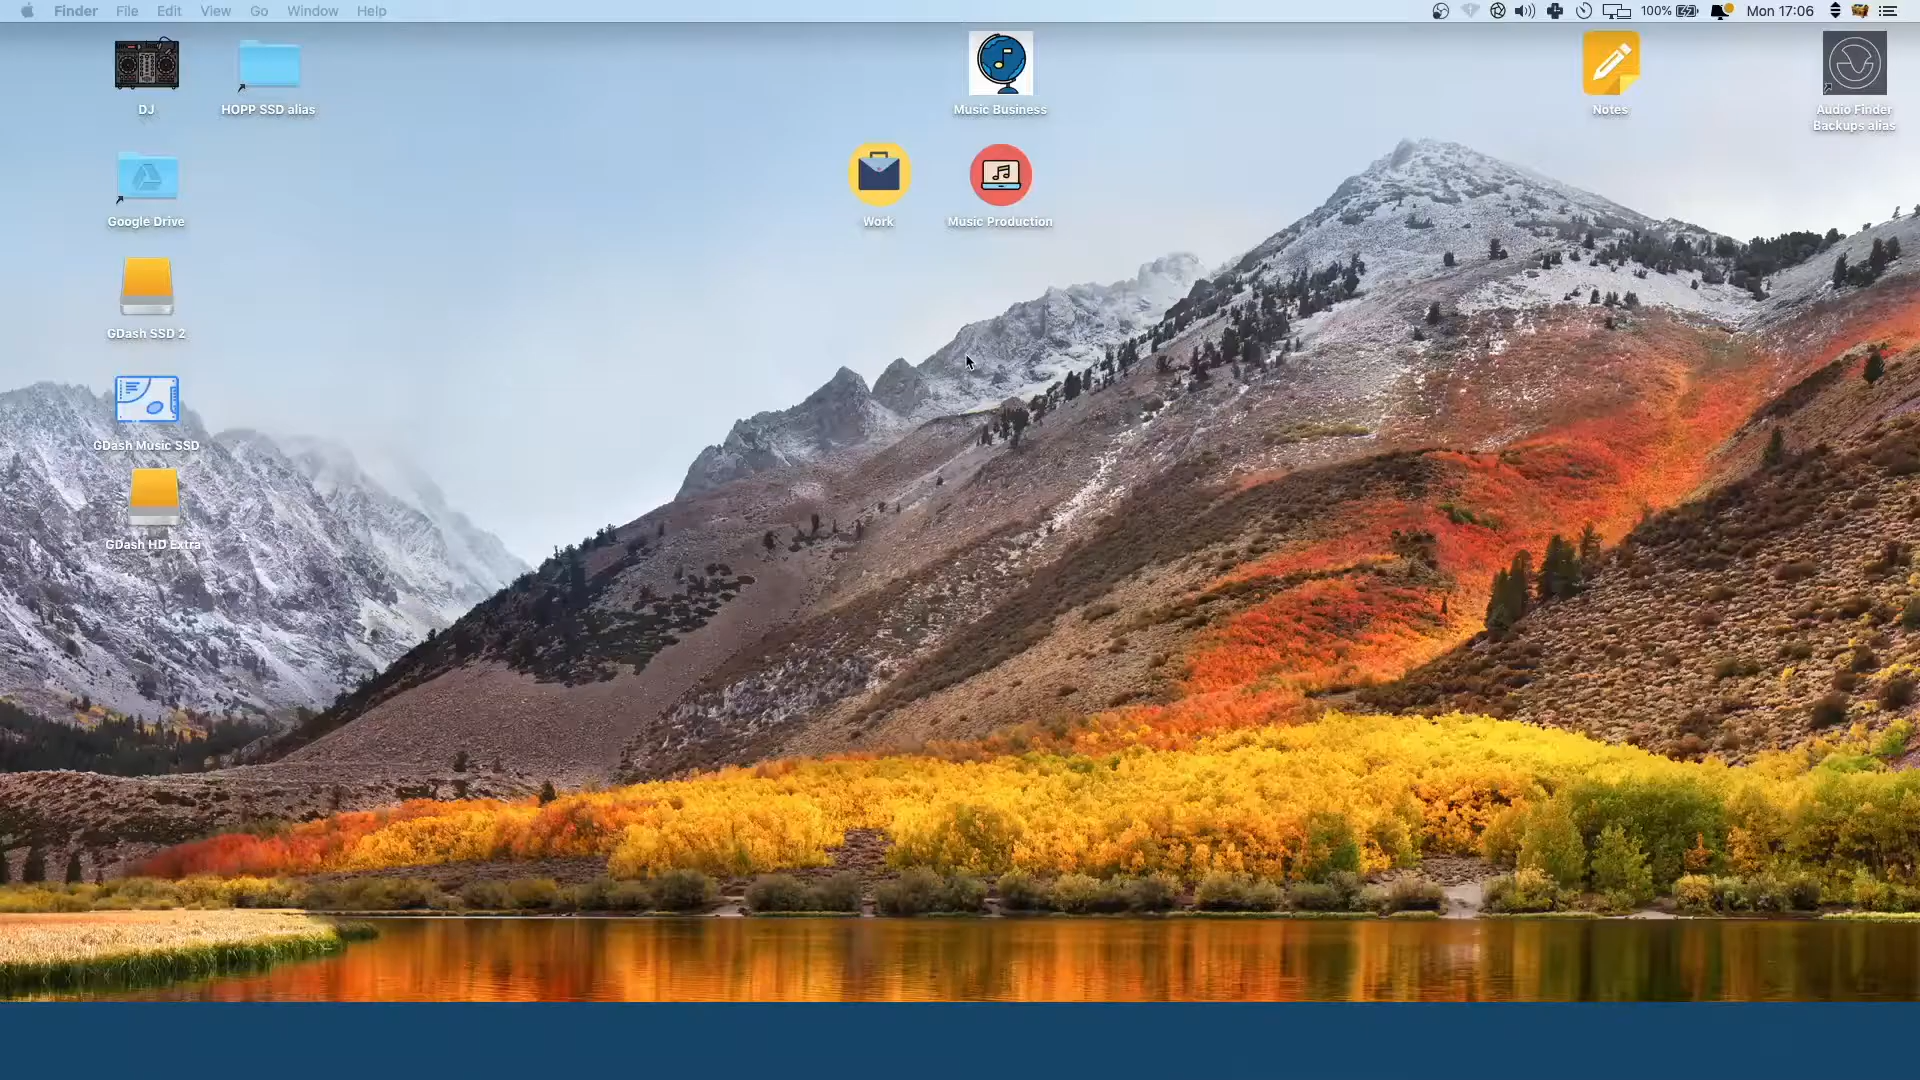 Finder File Edit View Go Window Help
100% Mon 17:06
DJ
HOPP SSD alias
Music Business
Notes
Audio Finder
Backups alias
Google Drive
Work
Music Production
GDash SSD 2
GDash Music SSD
GDash HD Extra